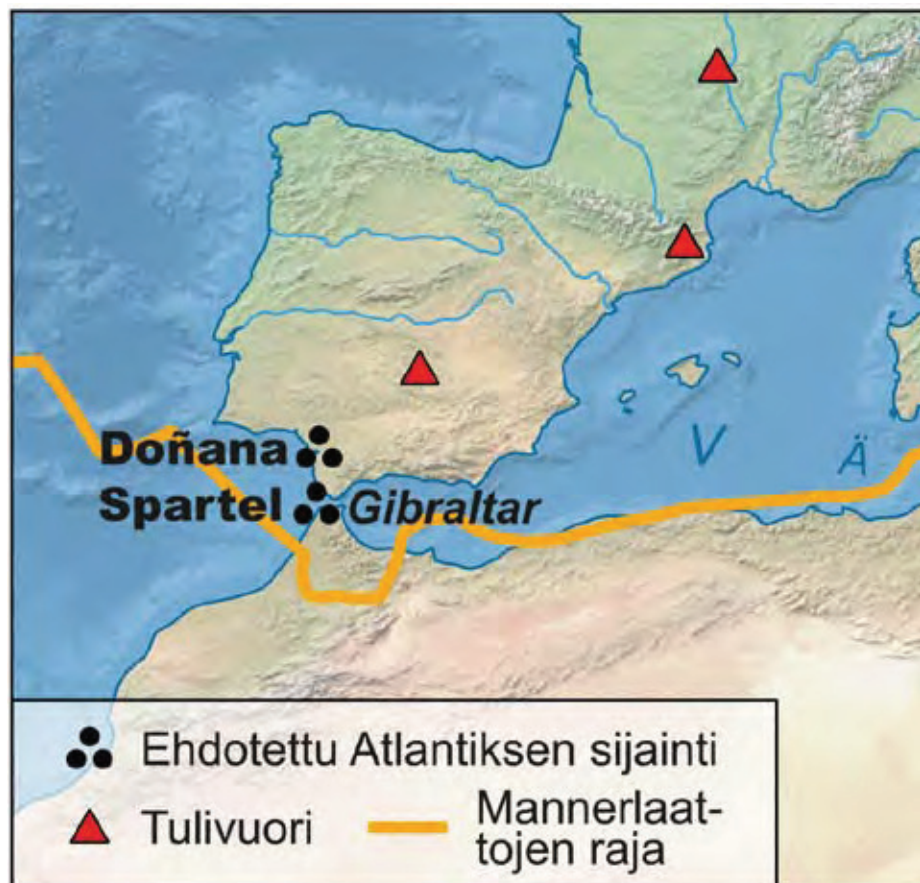 V Ä
Doñana
Spartel
Gibraltar
Ehdotettu Atlantiksen sijainti
Tulivuori
Mannerlaat-
tojen raja